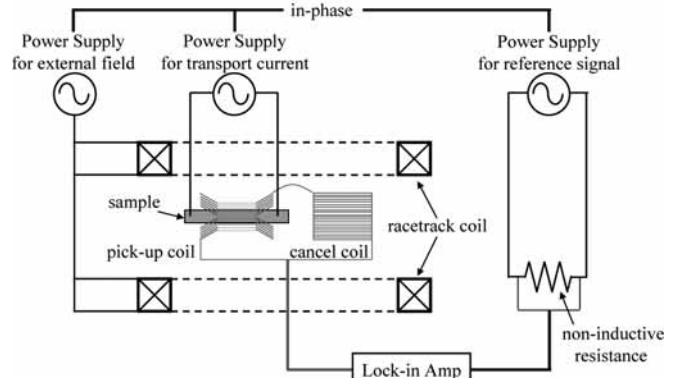 in-phase
Power Supply
for external field
Power Supply
for transport current
Power Supply
for reference signal
sample
racetrack coil
pick-up coil
cancel coil
non-inductive
resistance
Lock-in Amp